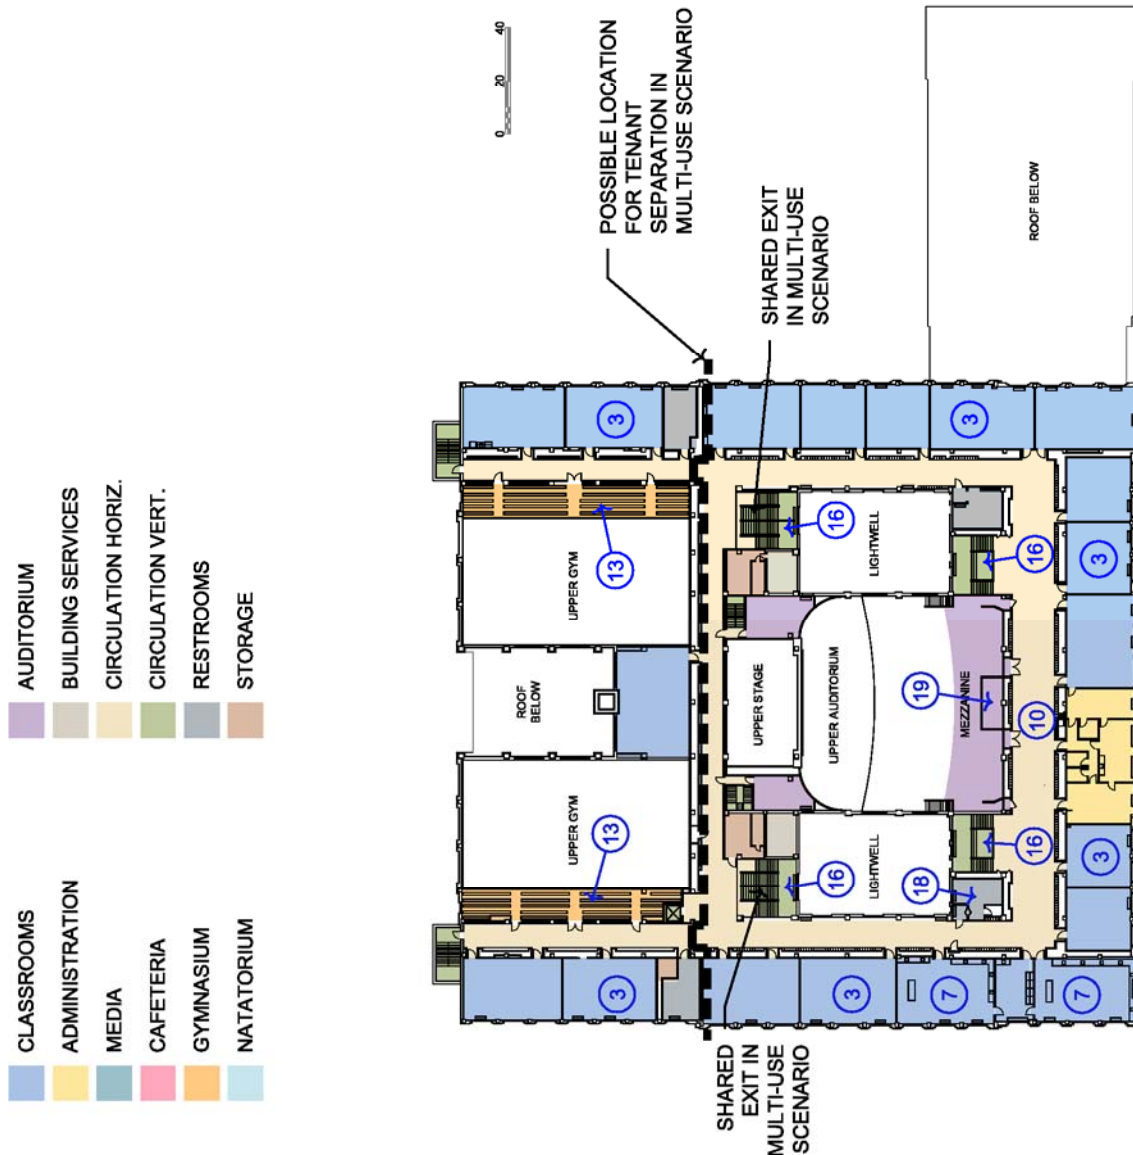 CLASSROOMS
ADMINISTRATION
MEDIA
CAFETERIA
GYMNASIUM
NATATORIUM
AUDITORIUM
BUILDING SERVICES
CIRCULATION HORIZ.
CIRCULATION VERT.
RESTROOMS
STORAGE
0 20 40
POSSIBLE LOCATION
FOR TENANT
SEPARATION IN
MULTI-USE SCENARIO
SHARED EXIT
IN MULTI-USE
SCENARIO
SHARED
EXIT IN
MULTI-USE
SCENARIO
ROOF BELOW
3
13
UPPER GYM
ROOF
BELOW
UPPER GYM
13
3
3
16
LIGHTWELL
16
3
UPPER STAGE
UPPER AUDITORIUM
19
MEZZANINE
10
16
LIGHTWELL
18
16
3
3
7
7